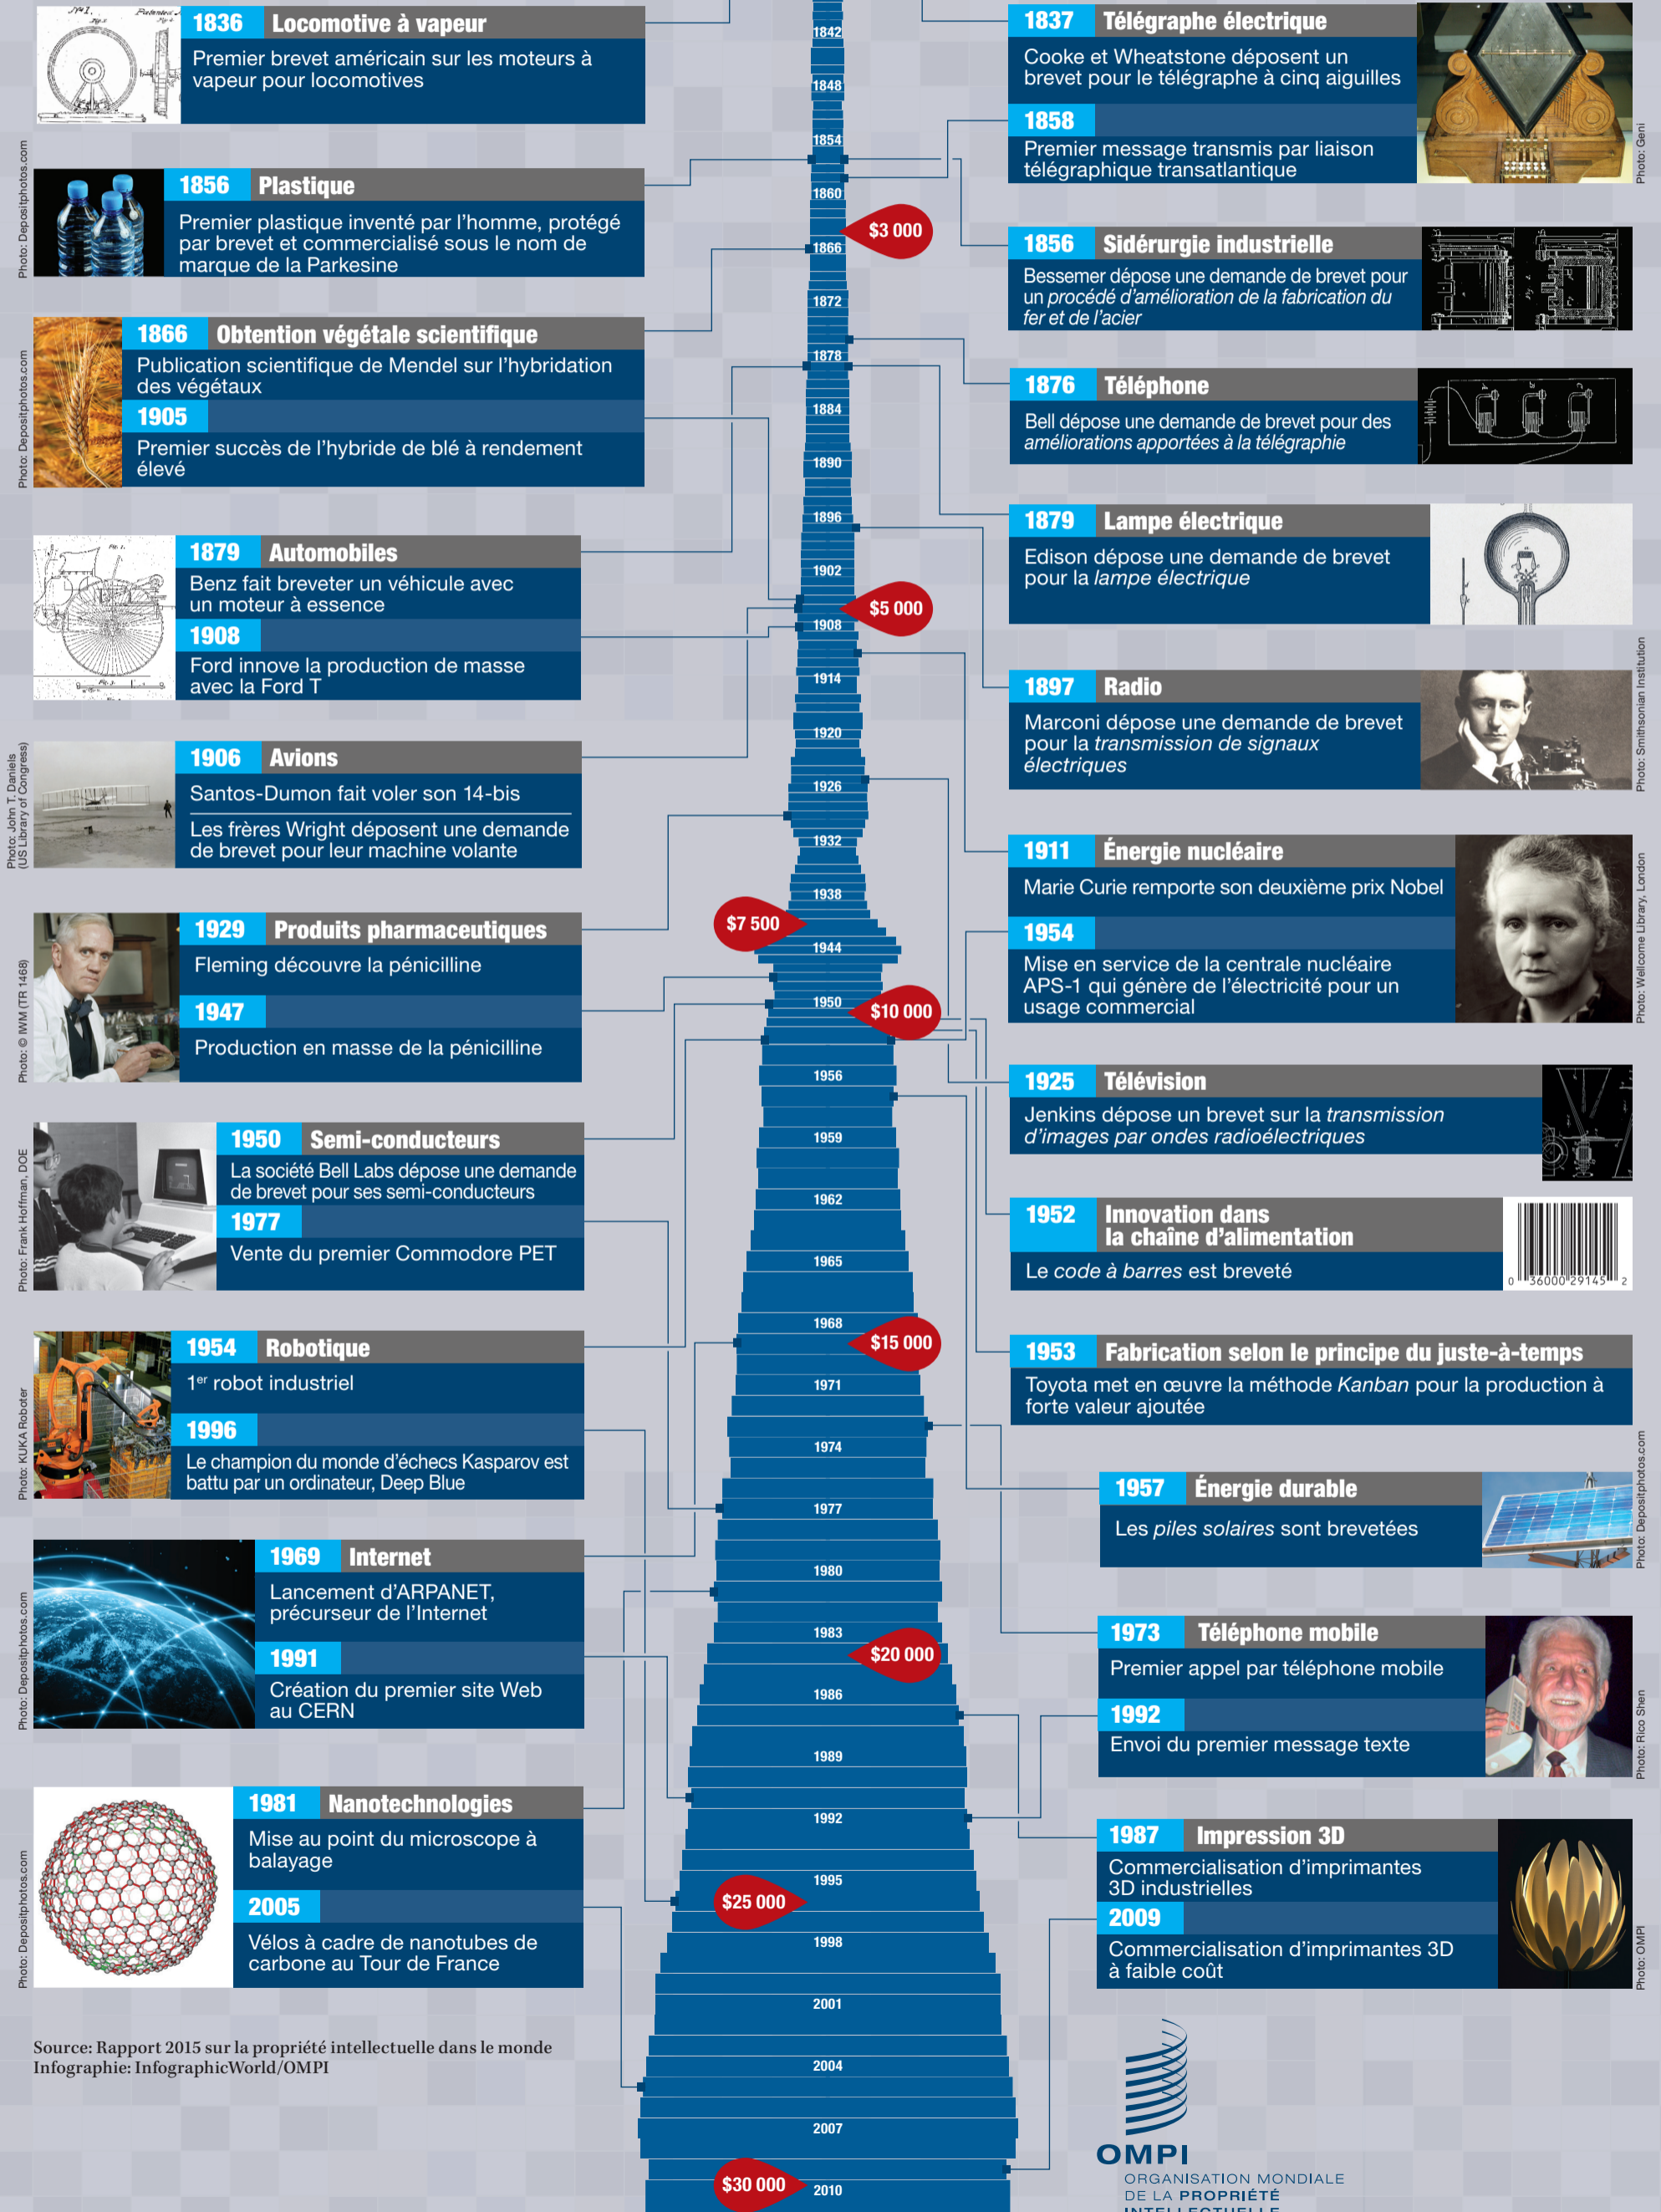 1836 Locomotive à vapeur
Premier brevet américain sur les moteurs à
vapeur pour locomotives
Photo: Depositphotos.com
1856 Plastique
Premier plastique inventé par l'homme, protégé
par brevet et commercialisé sous le nom de
marque de la Parkesine
Photo: Depositphotos.com
1866 Obtention végétale scientifique
Publication scientifique de Mendel sur l'hybridation
des végétaux
1905
Premier succès de l'hybride de blé à rendement
élevé
1879 Automobiles
Benz fait breveter un véhicule avec
un moteur à essence
1908
Ford innove la production de masse
avec la Ford T
Photo: John T. Daniels
(US Library of Congress)
1906 Avions
Santos-Dumon fait voler son 14-bis
Les frères Wright déposent une demande
de brevet pour leur machine volante
Photo: © IWM (TR 1468)
1929 Produits pharmaceutiques
Fleming découvre la pénicilline
1947
Production en masse de la pénicilline
Photo: Frank Hoffman, DOE
1950 Semi-conducteurs
La société Bell Labs dépose une demande
de brevet pour ses semi-conducteurs
1977
Vente du premier Commodore PET
Photo: KUKA Roboter
1954 Robotique
1er robot industriel
1996
Le champion du monde d'échecs Kasparov est
battu par un ordinateur, Deep Blue
Photo: Depositphotos.com
1969 Internet
Lancement d'ARPANET,
précurseur de l'Internet
1991
Création du premier site Web
au CERN
Photo: Depositphotos.com
1981 Nanotechnologies
Mise au point du microscope à
balayage
2005
Vélos à cadre de nanotubes de
carbone au Tour de France
Source: Rapport 2015 sur la propriété intellectuelle dans le monde
Infographie: InfographicWorld/OMPI
1842
1848
1854
1860
$3 000
1866
1872
1878
1884
1890
1896
1902
$5 000
1908
1914
1920
1926
1932
1938
$7 500
1944
1950
$10 000
1956
1959
1962
1965
1968
$15 000
1971
1974
1977
1980
1983
$20 000
1986
1989
1992
1995
$25 000
1998
2001
2004
2007
$30 000
2010
1837 Télégraphe électrique
Cooke et Wheatstone déposent un
brevet pour le télégraphe à cinq aiguilles
1858
Premier message transmis par liaison
télégraphique transatlantique
Photo: Geni
1856 Sidérurgie industrielle
Bessemer dépose une demande de brevet pour
un procédé d'amélioration de la fabrication du
fer et de l'acier
1876 Téléphone
Bell dépose une demande de brevet pour des
améliorations apportées à la télégraphie
1879 Lampe électrique
Edison dépose une demande de brevet
pour la lampe électrique
1897 Radio
Marconi dépose une demande de brevet
pour la transmission de signaux
électriques
Photo: Smithsonian Institution
1911 Énergie nucléaire
Marie Curie remporte son deuxième prix Nobel
1954
Mise en service de la centrale nucléaire
APS-1 qui génère de l'électricité pour un
usage commercial
Photo: Wellcome Library, London
1925 Télévision
Jenkins dépose un brevet sur la transmission
d'images par ondes radioélectriques
1952 Innovation dans
la chaîne d'alimentation
Le code à barres est breveté
0 36000 29145 2
1953 Fabrication selon le principe du juste-à-temps
Toyota met en œuvre la méthode Kanban pour la production à
forte valeur ajoutée
1957 Énergie durable
Les piles solaires sont brevetées
Photo: Depositphotos.com
1973 Téléphone mobile
Premier appel par téléphone mobile
1992
Envoi du premier message texte
Photo: Rico Shen
1987 Impression 3D
Commercialisation d'imprimantes
3D industrielles
2009
Commercialisation d'imprimantes 3D
à faible coût
Photo: OMPI
OMPI
ORGANISATION MONDIALE
DE LA PROPRIÉTÉ
INTELLECTUELLE